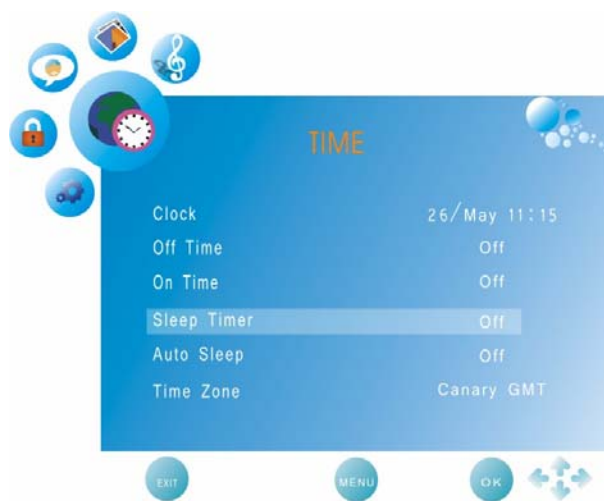 TIME
Clock 26/May 11:15
Off Time Off
On Time Off
Sleep Timer Off
Auto Sleep Off
Time Zone Canary GMT
EXIT MENU OK